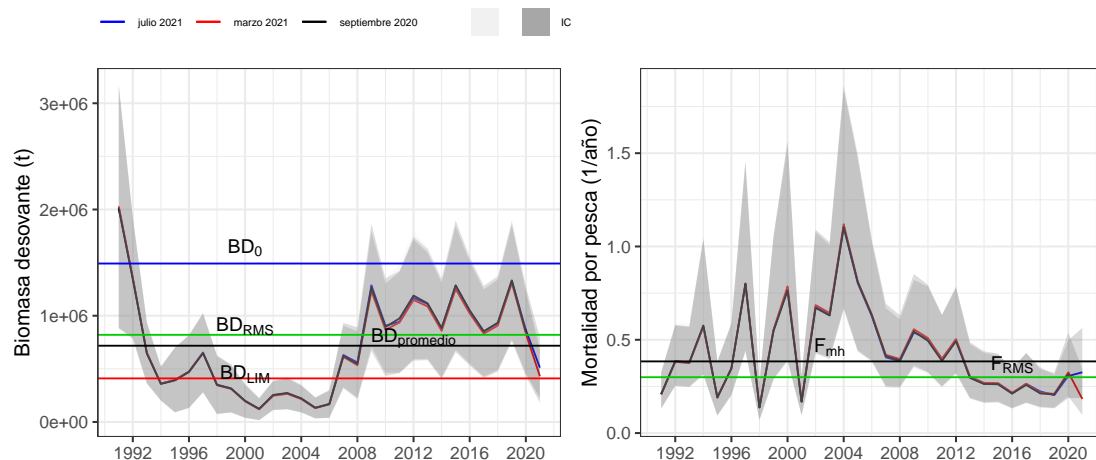 julio 2021 marzo 2021 septiembre 2020 IC
Biomasa desovante (t)
3e+06
2e+06
1e+06
0e+00
BD0
BDRMS
BDpromedio
BDLIM
1992 1996 2000 2004 2008 2012 2016 2020
Mortalidad por pesca (1/año)
1.5
1.0
0.5
0.0
Fmh
FRMS
1992 1996 2000 2004 2008 2012 2016 2020